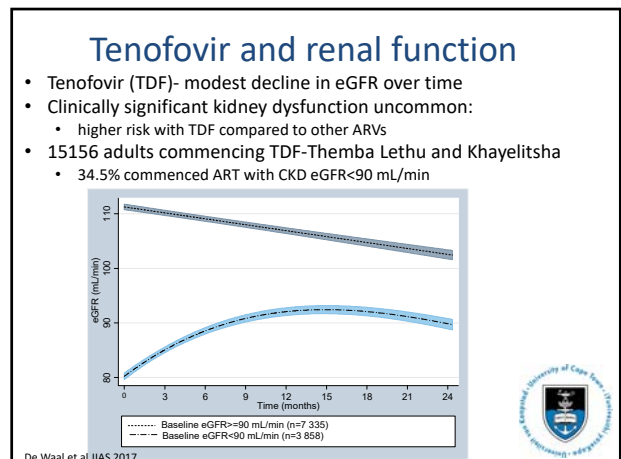 Tenofovir and renal function
• Tenofovir (TDF)- modest decline in eGFR over time
• Clinically significant kidney dysfunction uncommon:
• higher risk with TDF compared to other ARVs
• 15156 adults commencing TDF-Themba Lethu and Khayelitsha
• 34.5% commenced ART with CKD eGFR<90 mL/min
eGFR (mL/min)
110
100
90
80
0 3 6 9 12 15 18 21 24
Time (months)
Baseline eGFR>=90 mL/min (n=7 335)
Baseline eGFR<90 mL/min (n=3 858)
De Waal et al JIAS 2017
University of Cape Town